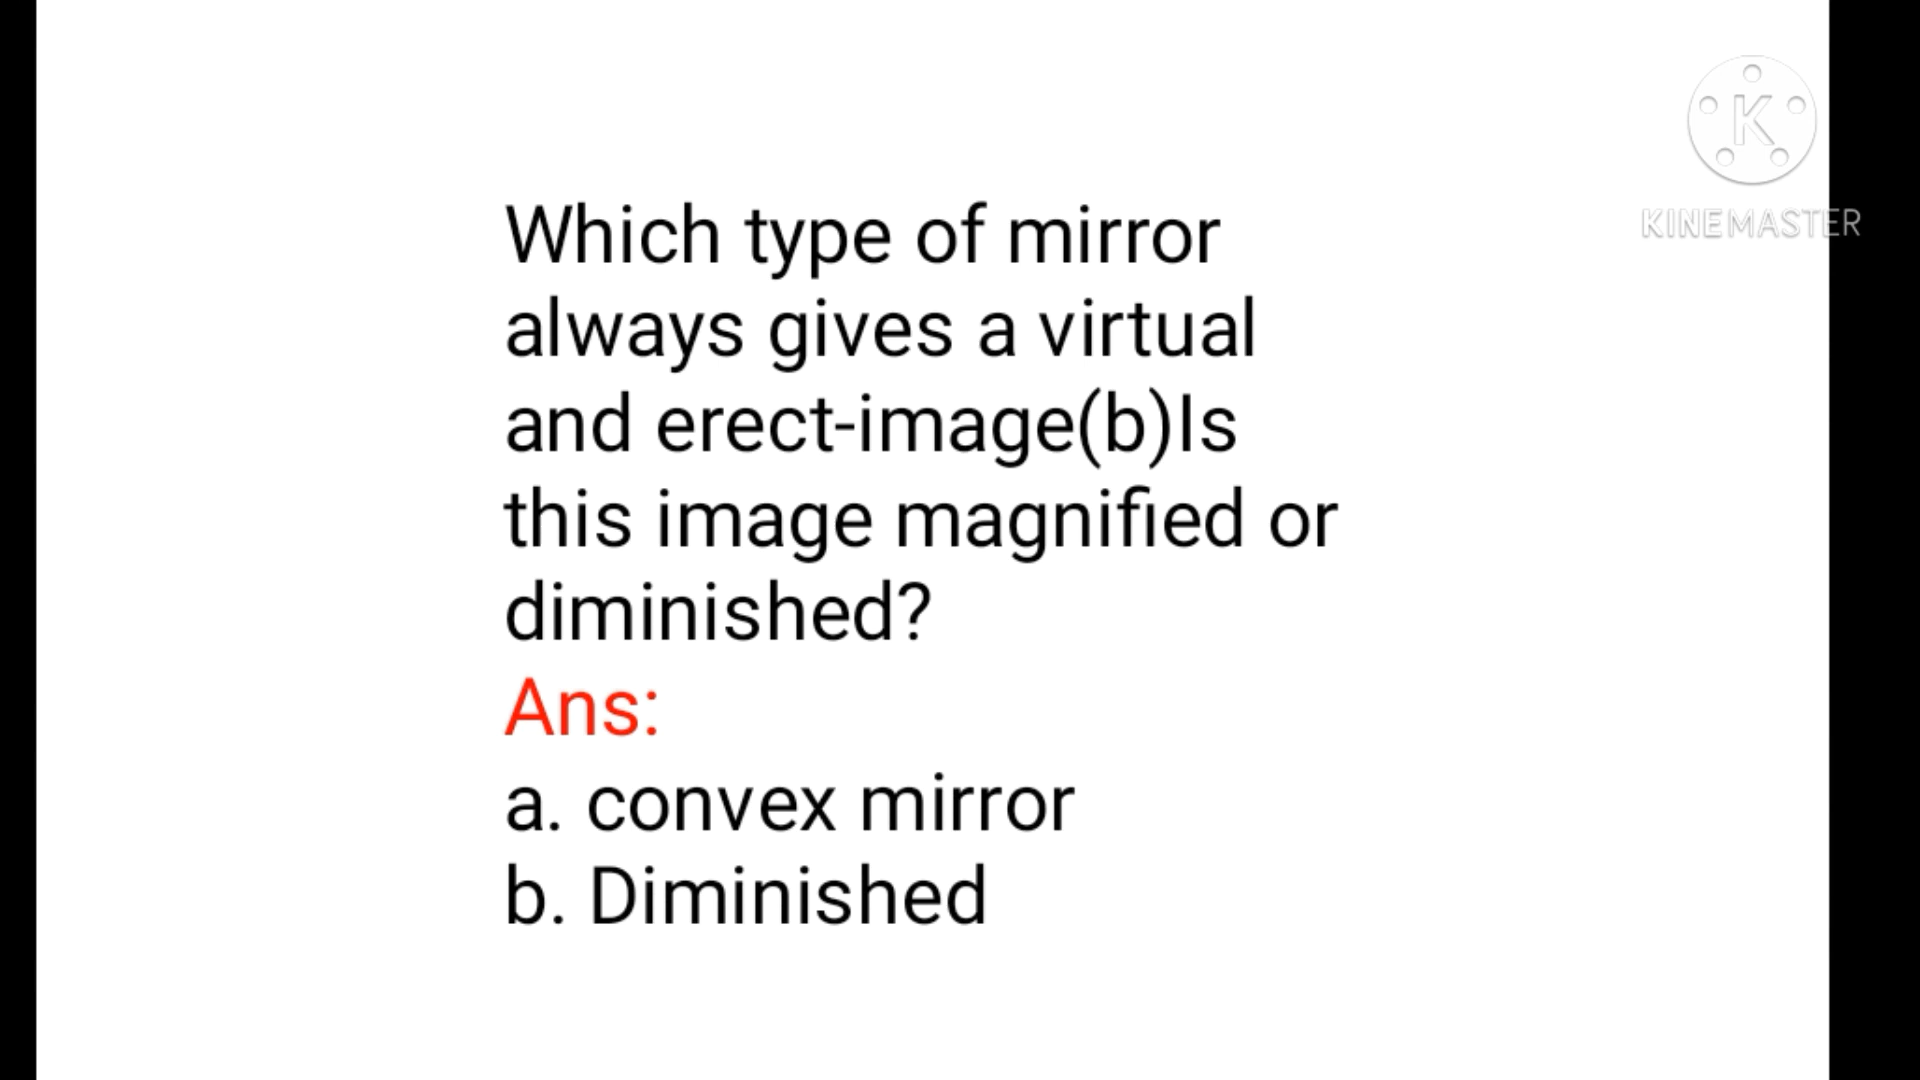 K
KINEMASTER
Which type of mirror
always gives a virtual
and erect-image(b)Is
this image magnified or
diminished?
Ans:
a. convex mirror
b. Diminished